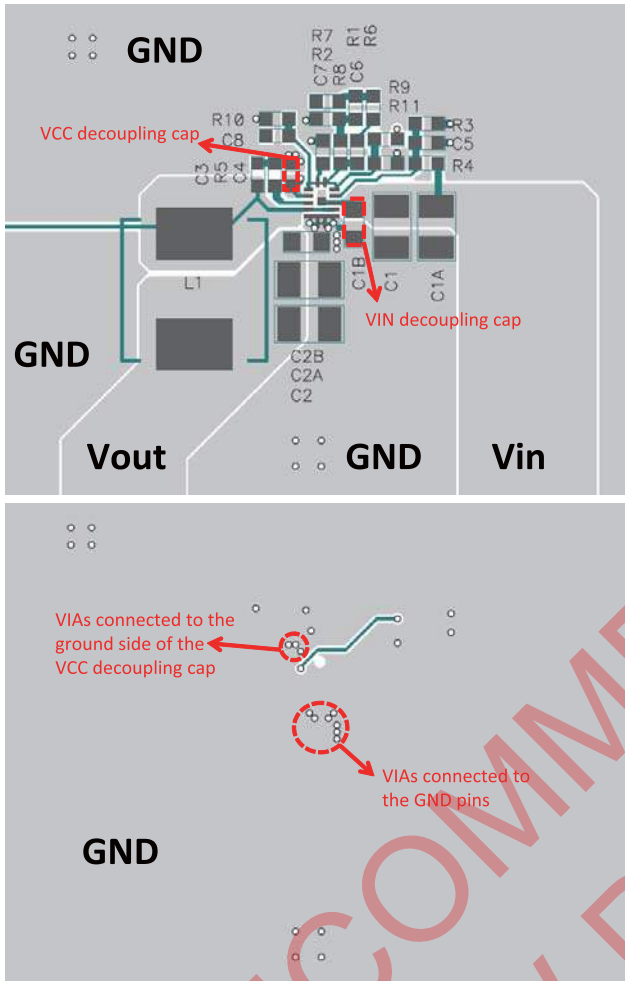 GND
R7
R2
C7
R8
C6
R1
R6
R9
R11
VCC decoupling cap
R10
C8
C3
R5
C4
R3
C5
R4
L1
C1B
C1
C1A
VIN decoupling cap
GND
C2B
C2A
C2
Vout
GND
Vin
VIAs connected to the
ground side of the
VCC decoupling cap
VIAs connected to
the GND pins
GND